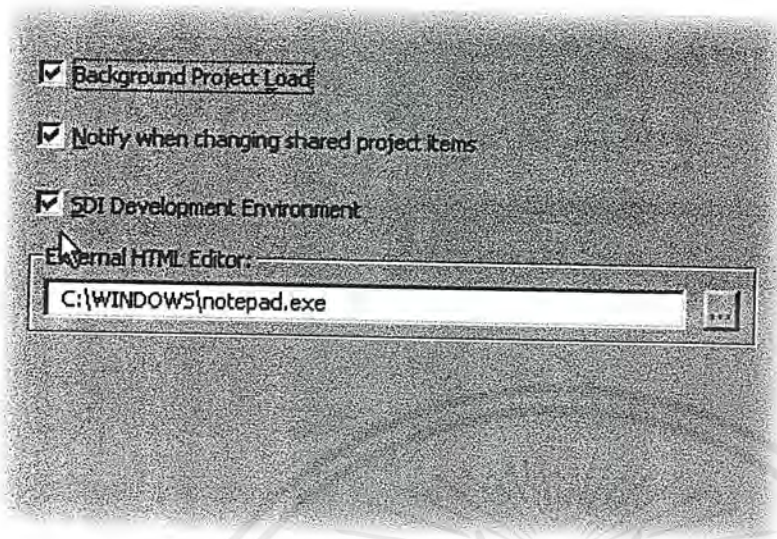 Background Project Load
Notify when changing shared project items
SDI Development Environment
External HTML Editor:
C:\WINDOWS\notepad.exe
...